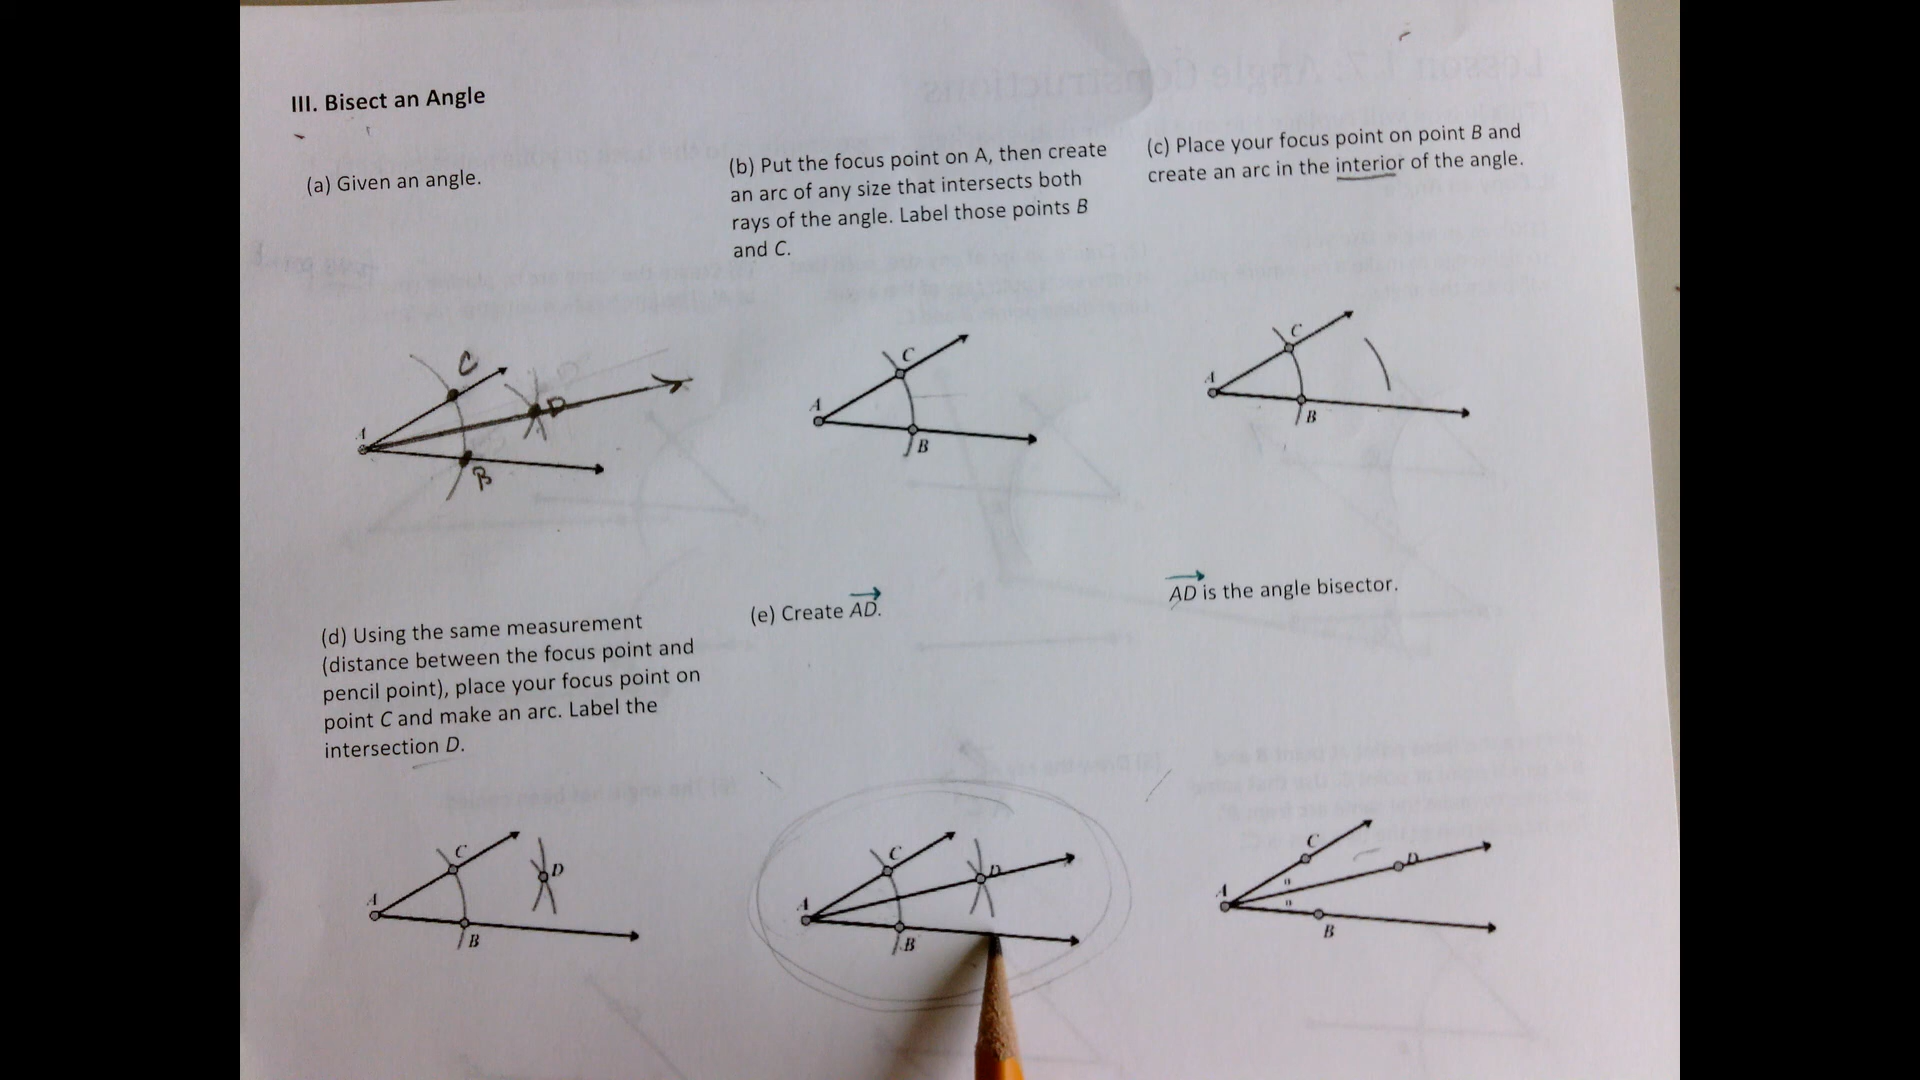 III. Bisect an Angle
(a) Given an angle.
(b) Put the focus point on A, then create
an arc of any size that intersects both
rays of the angle. Label those points B
and C.
(c) Place your focus point on point B and
create an arc in the interior of the angle.
C
A
D
B
C
A
B
C
A
B
(d) Using the same measurement
(distance between the focus point and
pencil point), place your focus point on
point C and make an arc. Label the
intersection D.
(e) Create AD.
AD is the angle bisector.
C
D
A
B
C
D
A
B
C
D
A
B